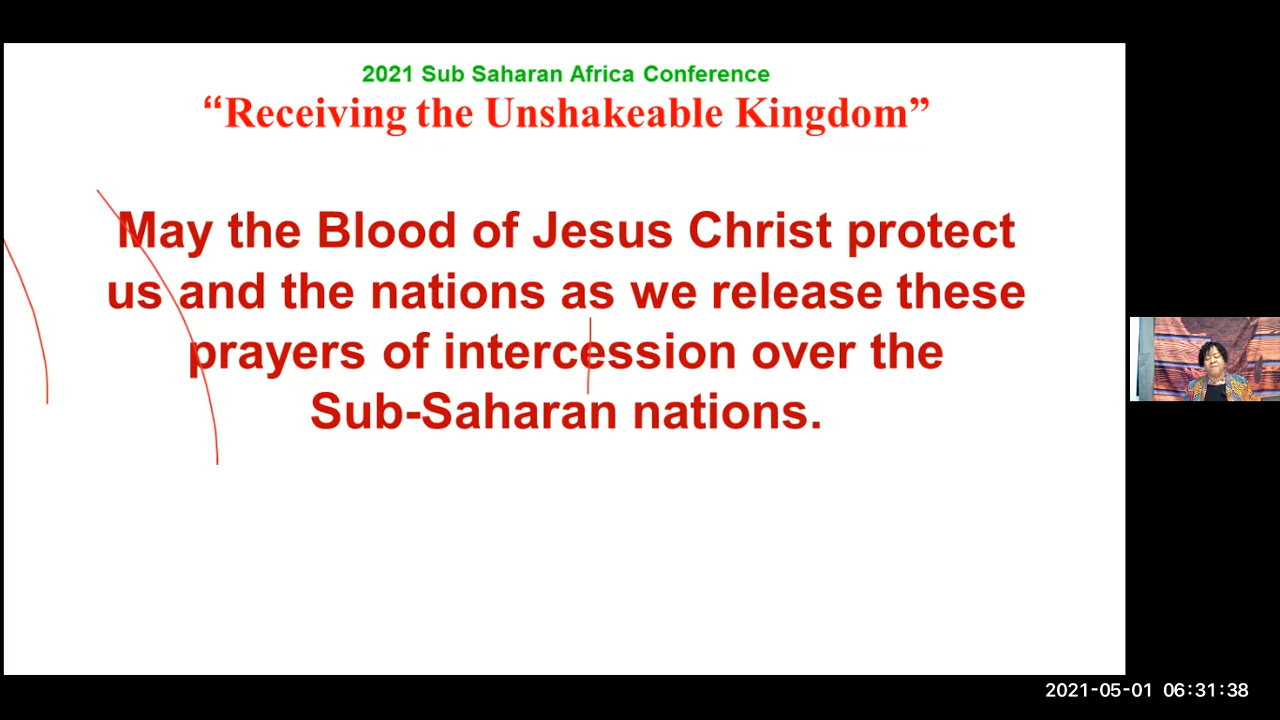 2021 Sub Saharan Africa Conference
“Receiving the Unshakeable Kingdom”
May the Blood of Jesus Christ protect
us and the nations as we release these
prayers of intercession over the
Sub-Saharan nations.
2021-05-01 06:31:38